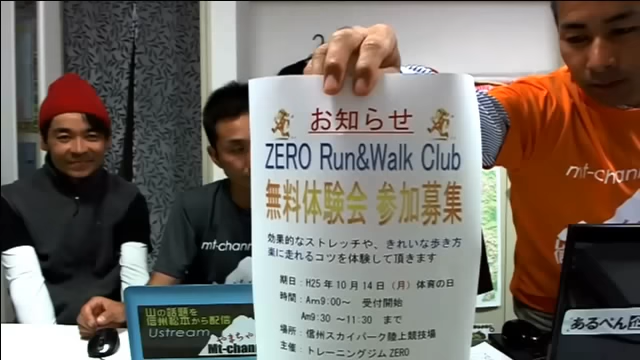 お知らせ
ZERO Run&Walk Club
無料体験会 参加募集
効果的なストレッチや、きれいな歩き方
楽に走れるコツを体験して頂きます
期日：H25年10月14日（月）体育の日
時間：Am9:00～ 受付開始
Am9:30 ～11:30 まで
場所：信州スカイパーク陸上競技場
主催：トレーニングジム ZERO
mt-chann
mt-chann
山の話題を
信州松本から配信
Ustream
やまちゃ
Mt-chan
あるぺん